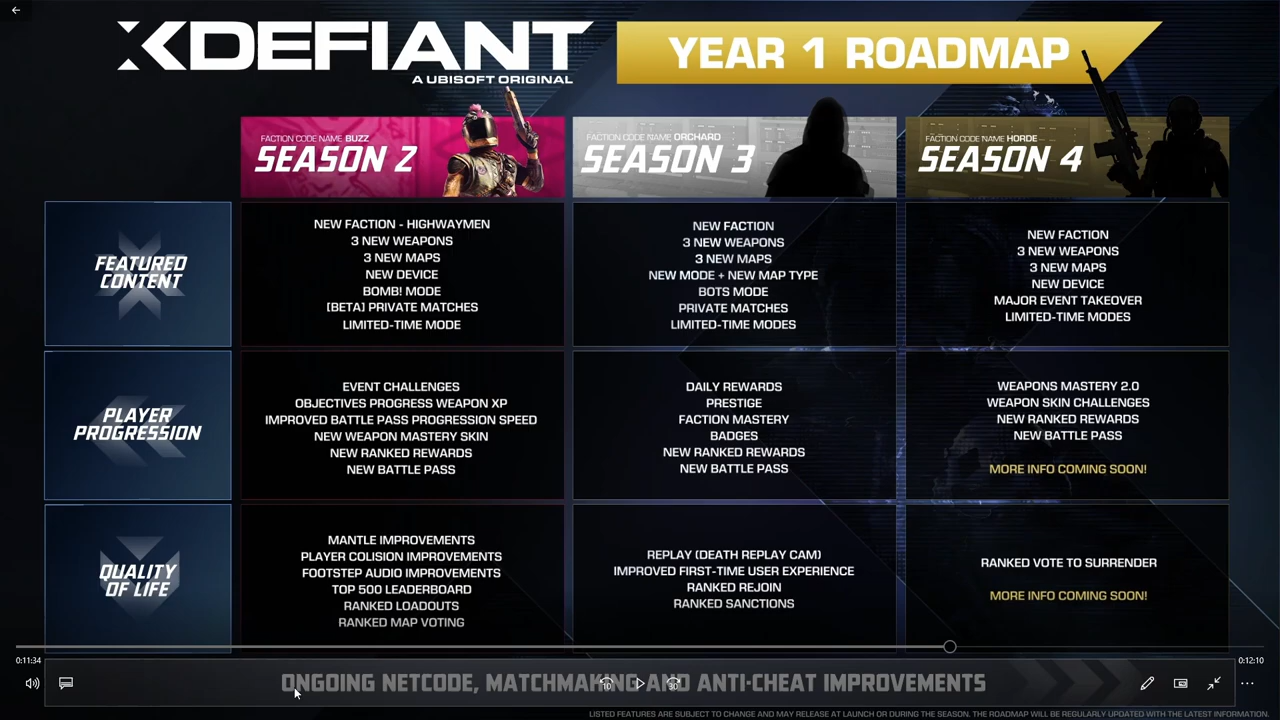 XDEFIANT
A UBISOFT ORIGINAL
YEAR 1 ROADMAP
FACTION CODE NAME BUZZ
SEASON 2
FACTION CODE NAME ORCHARD
SEASON 3
FACTION CODE NAME HORDE
SEASON 4
FEATURED
CONTENT
NEW FACTION - HIGHWAYMEN
3 NEW WEAPONS
3 NEW MAPS
NEW DEVICE
BOMB! MODE
[BETA] PRIVATE MATCHES
LIMITED-TIME MODE
NEW FACTION
3 NEW WEAPONS
3 NEW MAPS
NEW MODE + NEW MAP TYPE
BOTS MODE
PRIVATE MATCHES
LIMITED-TIME MODES
NEW FACTION
3 NEW WEAPONS
3 NEW MAPS
NEW DEVICE
MAJOR EVENT TAKEOVER
LIMITED-TIME MODES
PLAYER
PROGRESSION
EVENT CHALLENGES
OBJECTIVES PROGRESS WEAPON XP
IMPROVED BATTLE PASS PROGRESSION SPEED
NEW WEAPON MASTERY SKIN
NEW RANKED REWARDS
NEW BATTLE PASS
DAILY REWARDS
PRESTIGE
FACTION MASTERY
BADGES
NEW RANKED REWARDS
NEW BATTLE PASS
WEAPONS MASTERY 2.0
WEAPON SKIN CHALLENGES
NEW RANKED REWARDS
NEW BATTLE PASS
MORE INFO COMING SOON!
QUALITY
OF LIFE
MANTLE IMPROVEMENTS
PLAYER COLISION IMPROVEMENTS
FOOTSTEP AUDIO IMPROVEMENTS
TOP 500 LEADERBOARD
RANKED LOADOUTS
RANKED MAP VOTING
REPLAY (DEATH REPLAY CAM)
IMPROVED FIRST-TIME USER EXPERIENCE
RANKED REJOIN
RANKED SANCTIONS
RANKED VOTE TO SURRENDER
MORE INFO COMING SOON!
0:11:34
0:12:10
ONGOING NETCODE, MATCHMAKING AND ANTI-CHEAT IMPROVEMENTS
10
30
LISTED FEATURES ARE SUBJECT TO CHANGE AND MAY RELEASE AT LAUNCH OR DURING THE SEASON. THE ROADMAP WILL BE REGULARLY UPDATED WITH THE LATEST INFORMATION.